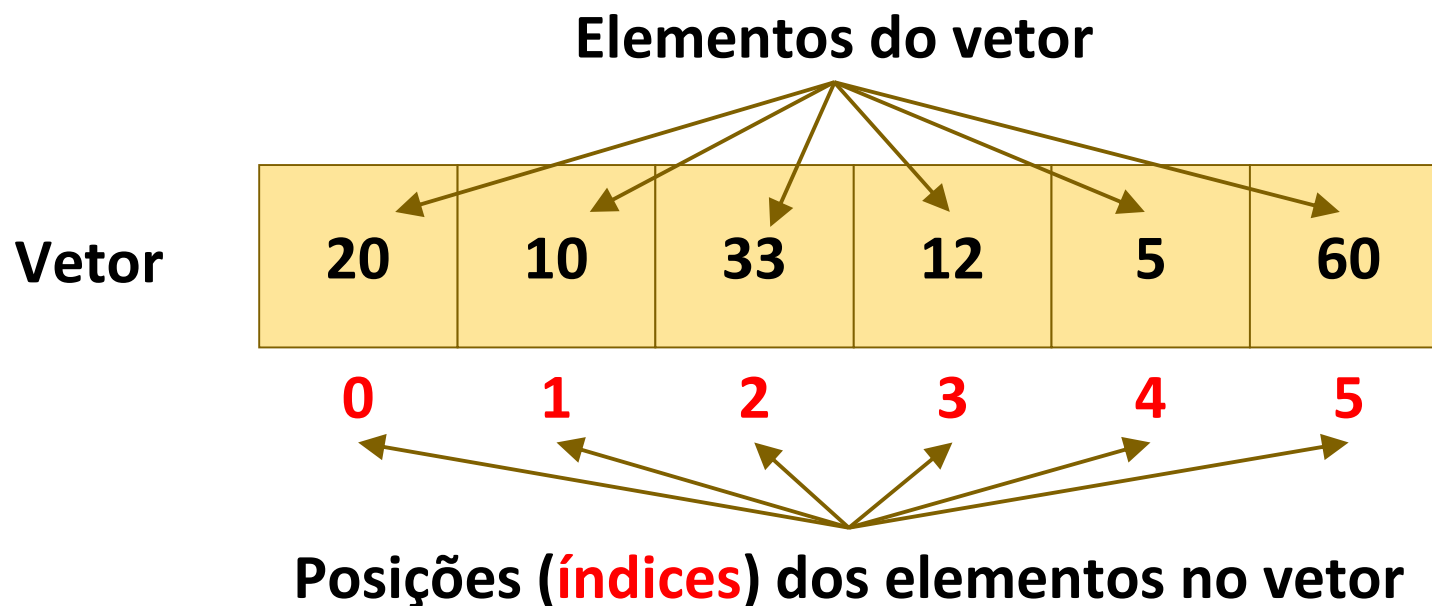 Elementos do vetor
Vetor 20 10 33 12 5 60
0 1 2 3 4 5
Posições (índices) dos elementos no vetor